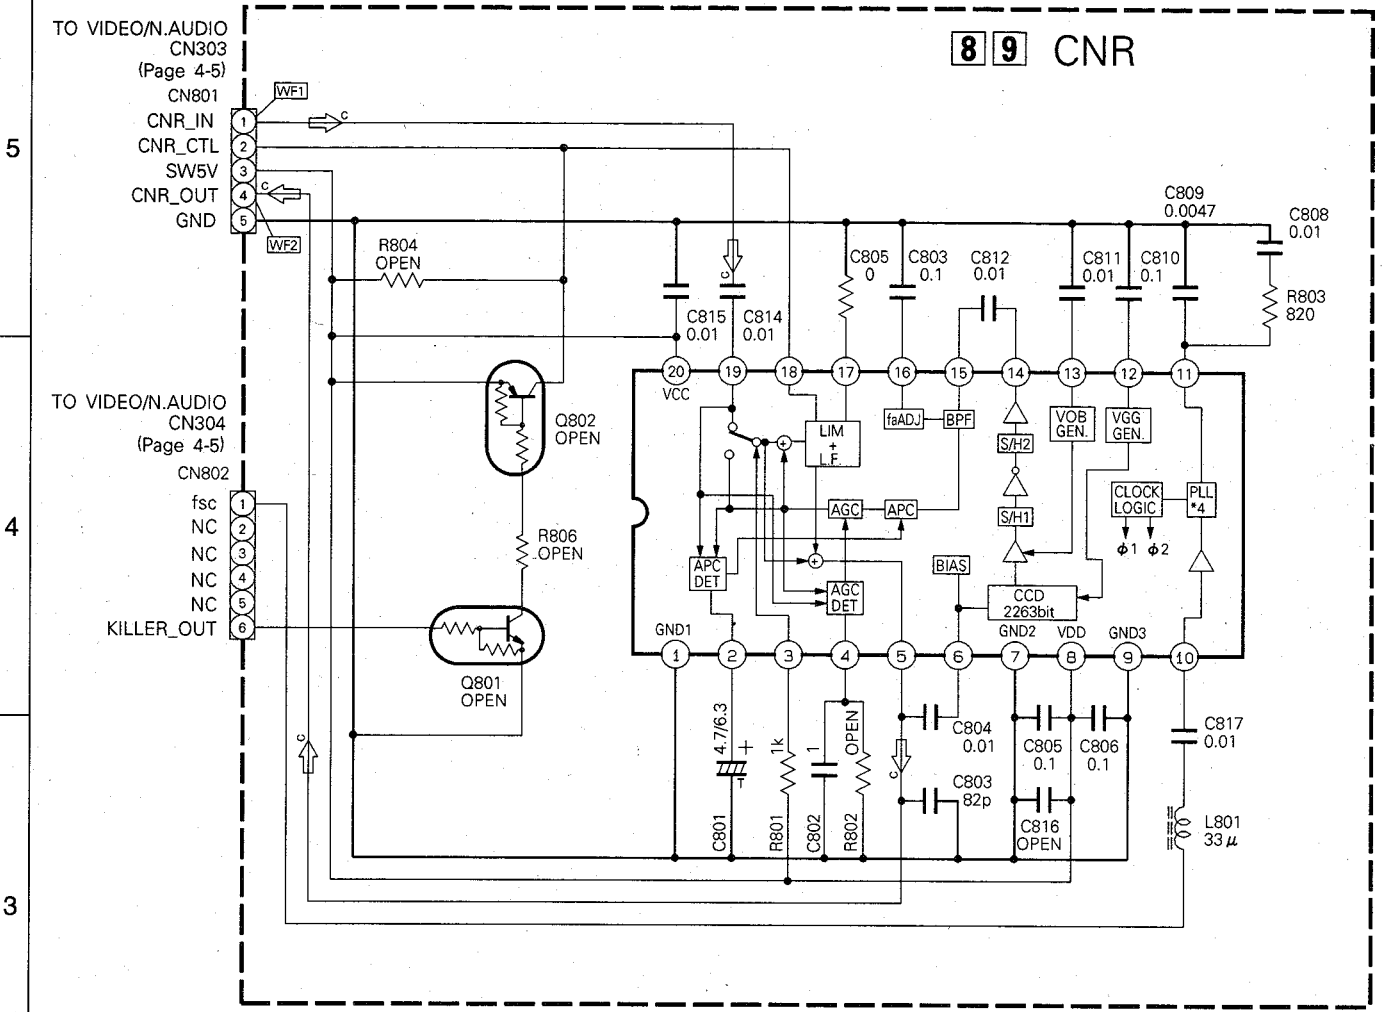 TO VIDEO/N.AUDIO
CN303
(Page 4-5)
CN801
WF1
CNR_IN
1
CNR_CTL
2
SW5V
3
CNR_OUT
4
GND
5
WF2
C
C
5
4
3
8 9 CNR
R804
OPEN
C809
0.0047
C808
0.01
R803
820
C805
0
C803
0.1
C812
0.01
C811
0.01
C810
0.1
C
C815
0.01
C814
0.01
20
19
18
17
16
15
14
13
12
11
VCC
TO VIDEO/N.AUDIO
CN304
(Page 4-5)
CN802
fsc
1
NC
2
NC
3
NC
4
NC
5
KILLER_OUT
6
Q802
OPEN
R806
OPEN
Q801
OPEN
LIM
+
L.F.
+
faADJ
BPF
S/H2
VOB
GEN.
VGG
GEN.
CLOCK
LOGIC
PLL
*4
ϕ1 ϕ2
S/H1
AGC
APC
+
APC
DET
AGC
DET
BIAS
CCD
2263bit
GND1
GND2
VDD
GND3
1
2
3
4
5
6
7
8
9
10
C
4.7/6.3
+
T
C801
1k
R801
1
C802
OPEN
R802
C
C804
0.01
C803
82p
C805
0.1
C806
0.1
C816
OPEN
C817
0.01
L801
33μ